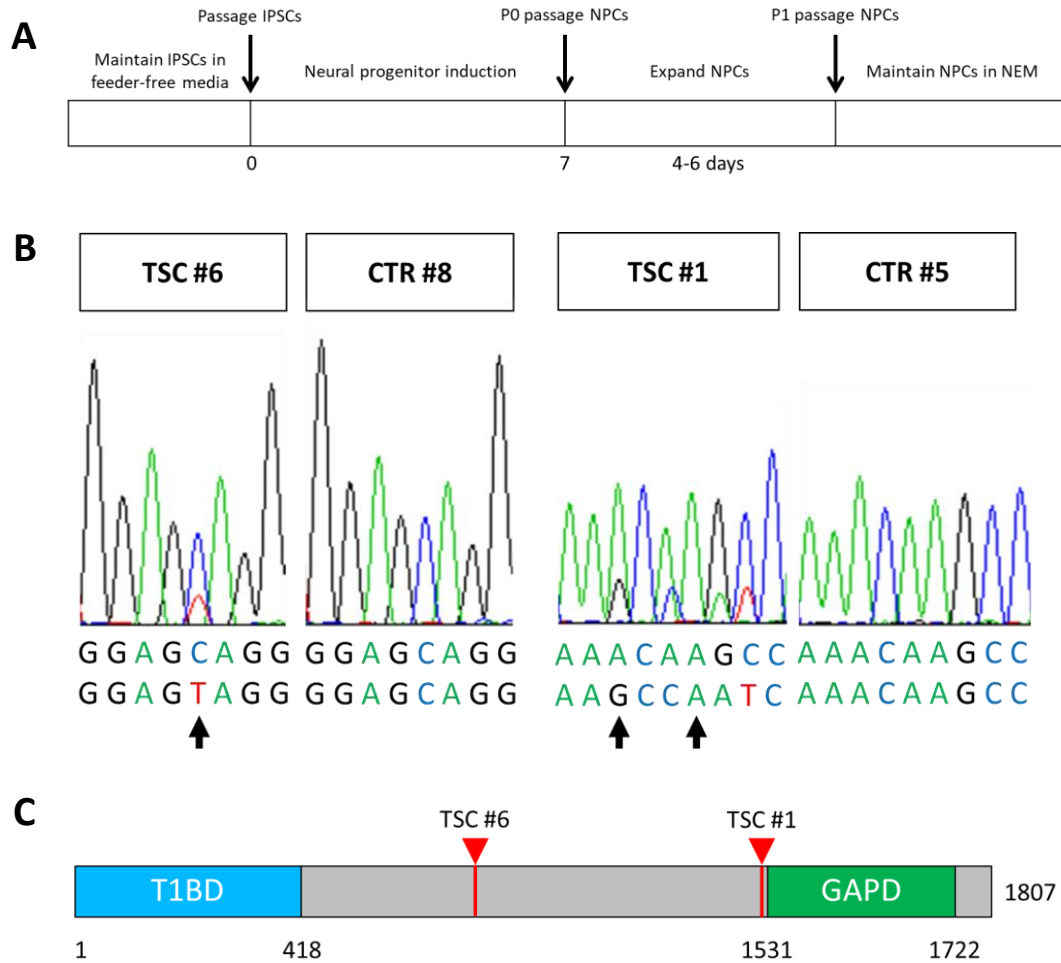 A
Passage IPSCs
P0 passage NPCs
P1 passage NPCs
Maintain IPSCs in
feeder-free media
Neural progenitor induction
Expand NPCs
Maintain NPCs in NEM
0
7
4-6 days
B
TSC #6
CTR #8
TSC #1
CTR #5
G G A G C A G G
G G A G C A G G
A A A C A A G C C
A A A C A A G C C
G G A G T A G G
G G A G C A G G
A A G C C A A T C
A A A C A A G C C
C
TSC #6
TSC #1
T1BD
GAPD
1807
1
418
1531
1722